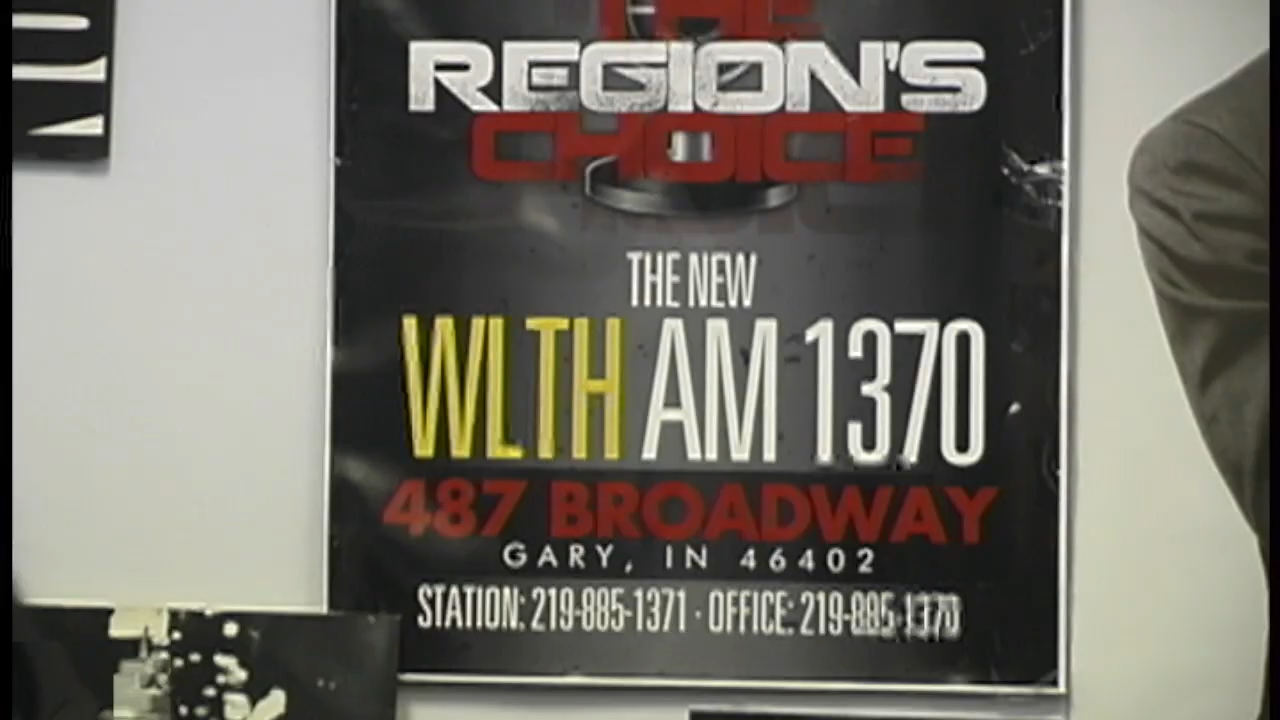 THE
REGION'S
CHOICE
THE NEW
WLTH AM 1370
487 BROADWAY
GARY, IN 46402
STATION: 219-885-1371 · OFFICE: 219-885-1370